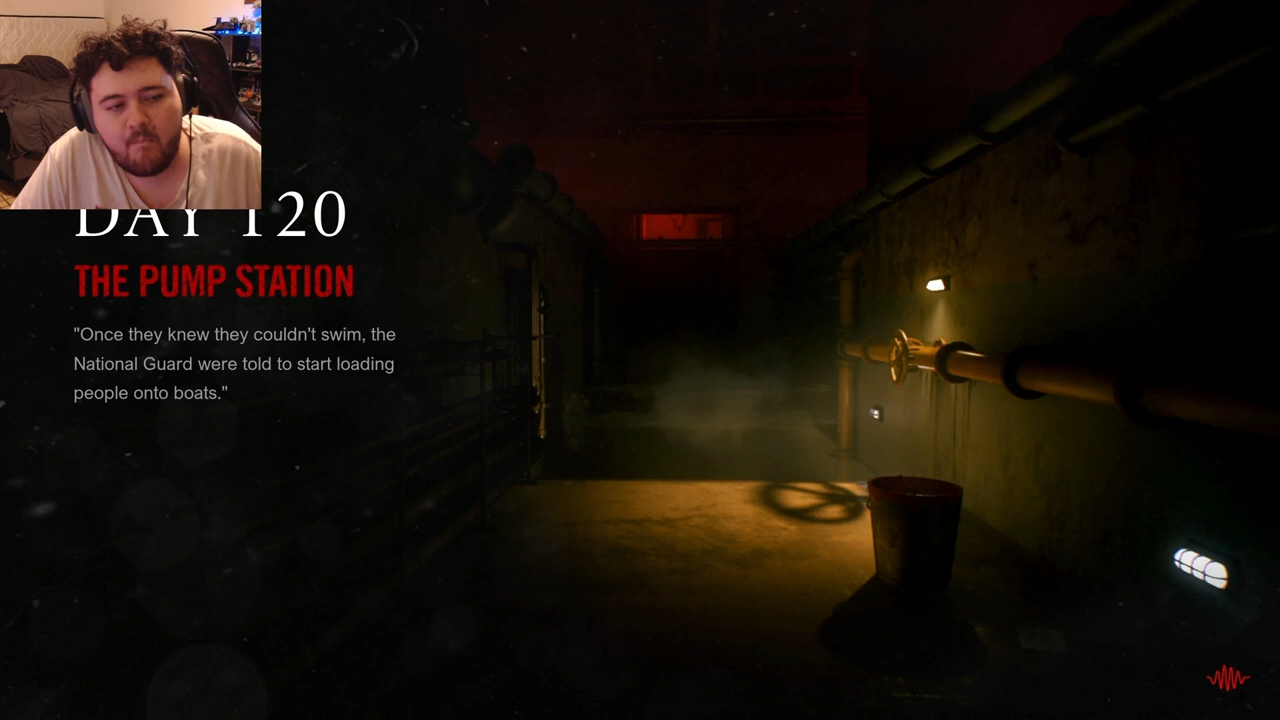 DAY 120
THE PUMP STATION
"Once they knew they couldn't swim, the
National Guard were told to start loading
people onto boats."